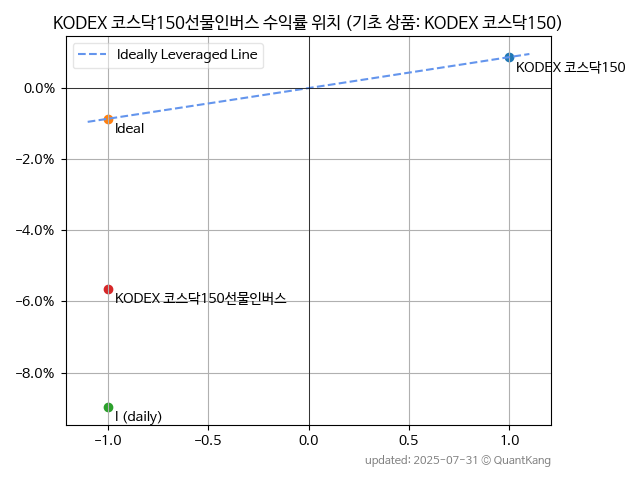 KODEX 코스닥150선물인버스 수익률 위치 (기초 상품: KODEX 코스닥150)
Ideally Leveraged Line
KODEX 코스닥150
0.0%
Ideal
−2.0%
−4.0%
KODEX 코스닥150선물인버스
−6.0%
−8.0%
I (daily)
−1.0 −0.5 0.0 0.5 1.0
updated: 2025-07-31 © QuantKang